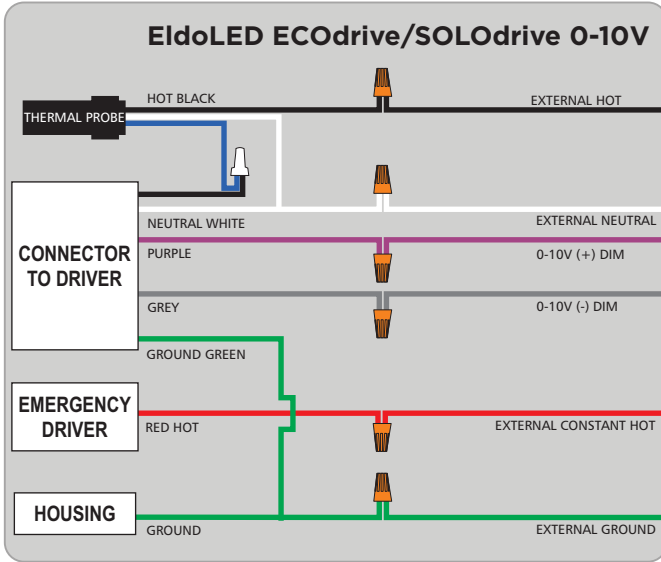 EldoLED ECOdrive/SOLOdrive 0-10V
HOT BLACK
EXTERNAL HOT
THERMAL PROBE
NEUTRAL WHITE
EXTERNAL NEUTRAL
CONNECTOR
TO DRIVER
PURPLE
0-10V (+) DIM
GREY
0-10V (-) DIM
GROUND GREEN
EMERGENCY
DRIVER
RED HOT
EXTERNAL CONSTANT HOT
HOUSING
GROUND
EXTERNAL GROUND